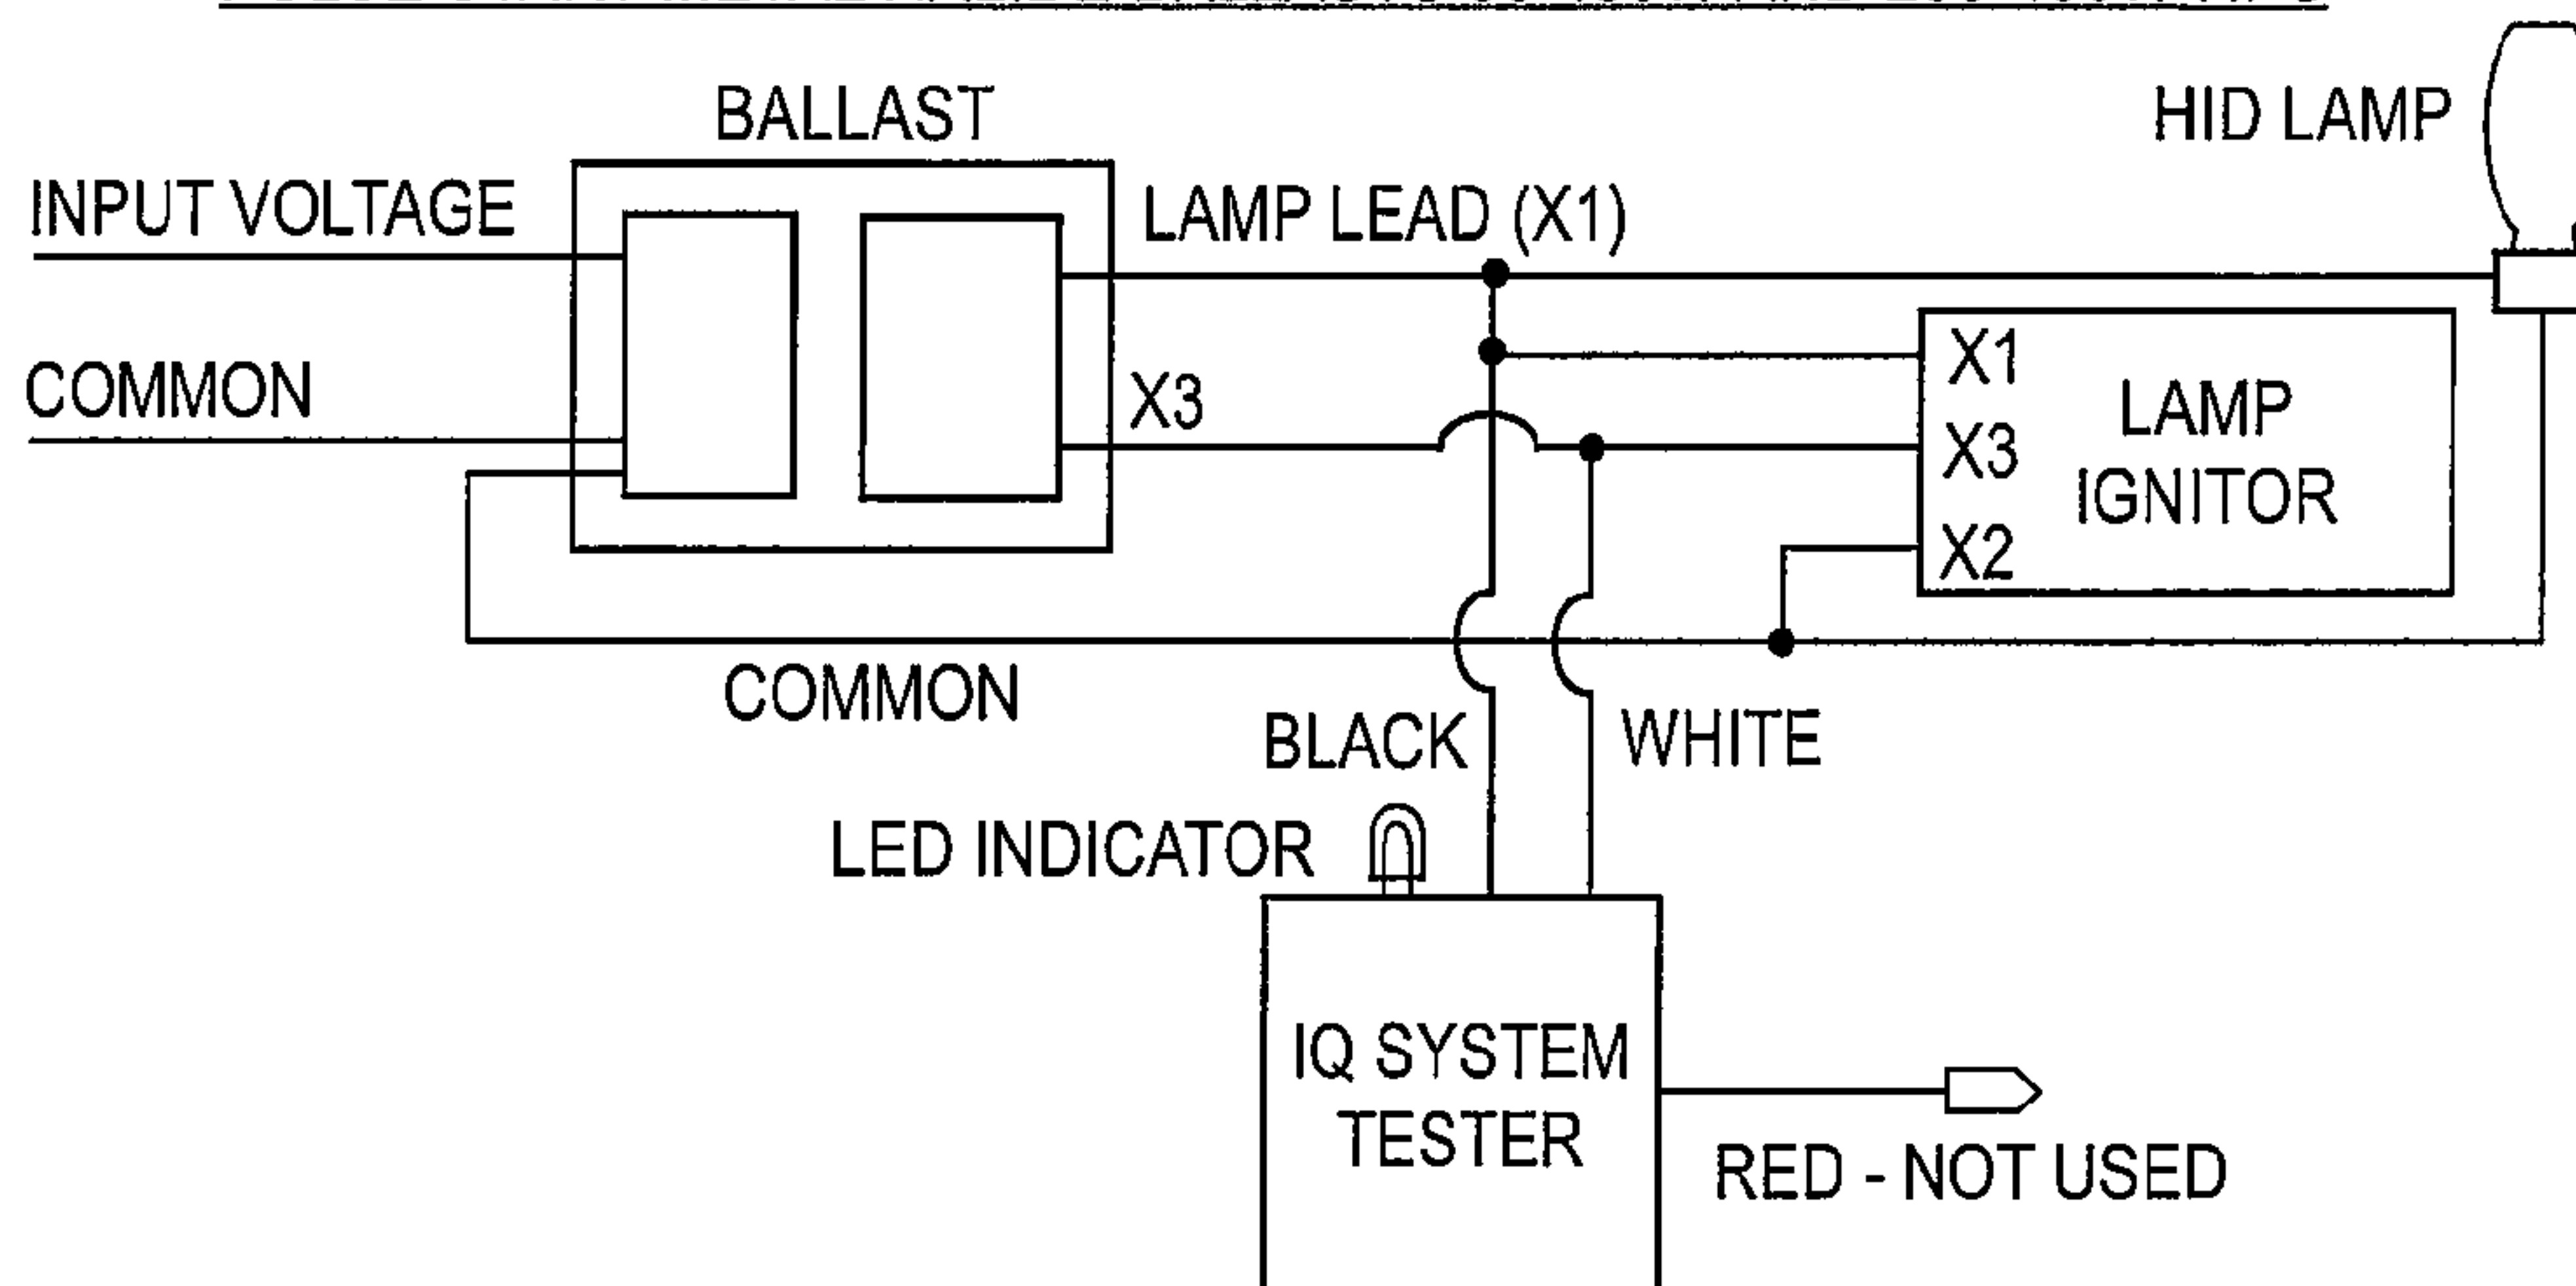 BALLAST
HID LAMP
INPUT VOLTAGE
LAMP LEAD (X1)
COMMON
X3
X1
X3
X2
LAMP
IGNITOR
COMMON
BLACK
WHITE
LED INDICATOR
IQ SYSTEM
TESTER
RED - NOT USED